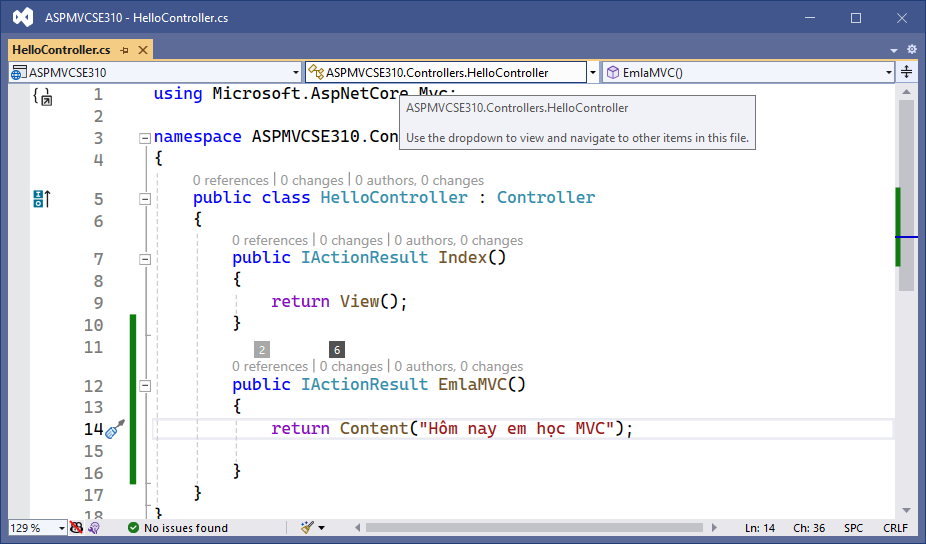 ASPMVCSE310 - HelloController.cs
HelloController.cs
ASPMVCSE310 ASPMVCSE310.Controllers.HelloController EmlaMVC()
1 using Microsoft.AspNetCore.Mvc;
ASPMVCSE310.Controllers.HelloController
Use the dropdown to view and navigate to other items in this file.
2
3 namespace ASPMVCSE310.Con
4 {
0 references | 0 changes | 0 authors, 0 changes
5 public class HelloController : Controller
6 {
0 references | 0 changes | 0 authors, 0 changes
7 public IActionResult Index()
8 {
9 return View();
10 }
11
2 6
0 references | 0 changes | 0 authors, 0 changes
12 public IActionResult EmlaMVC()
13 {
14 return Content("Hôm nay em học MVC");
15
16 }
17 }
18 }
129 % No issues found Ln: 14 Ch: 36 SPC CRLF